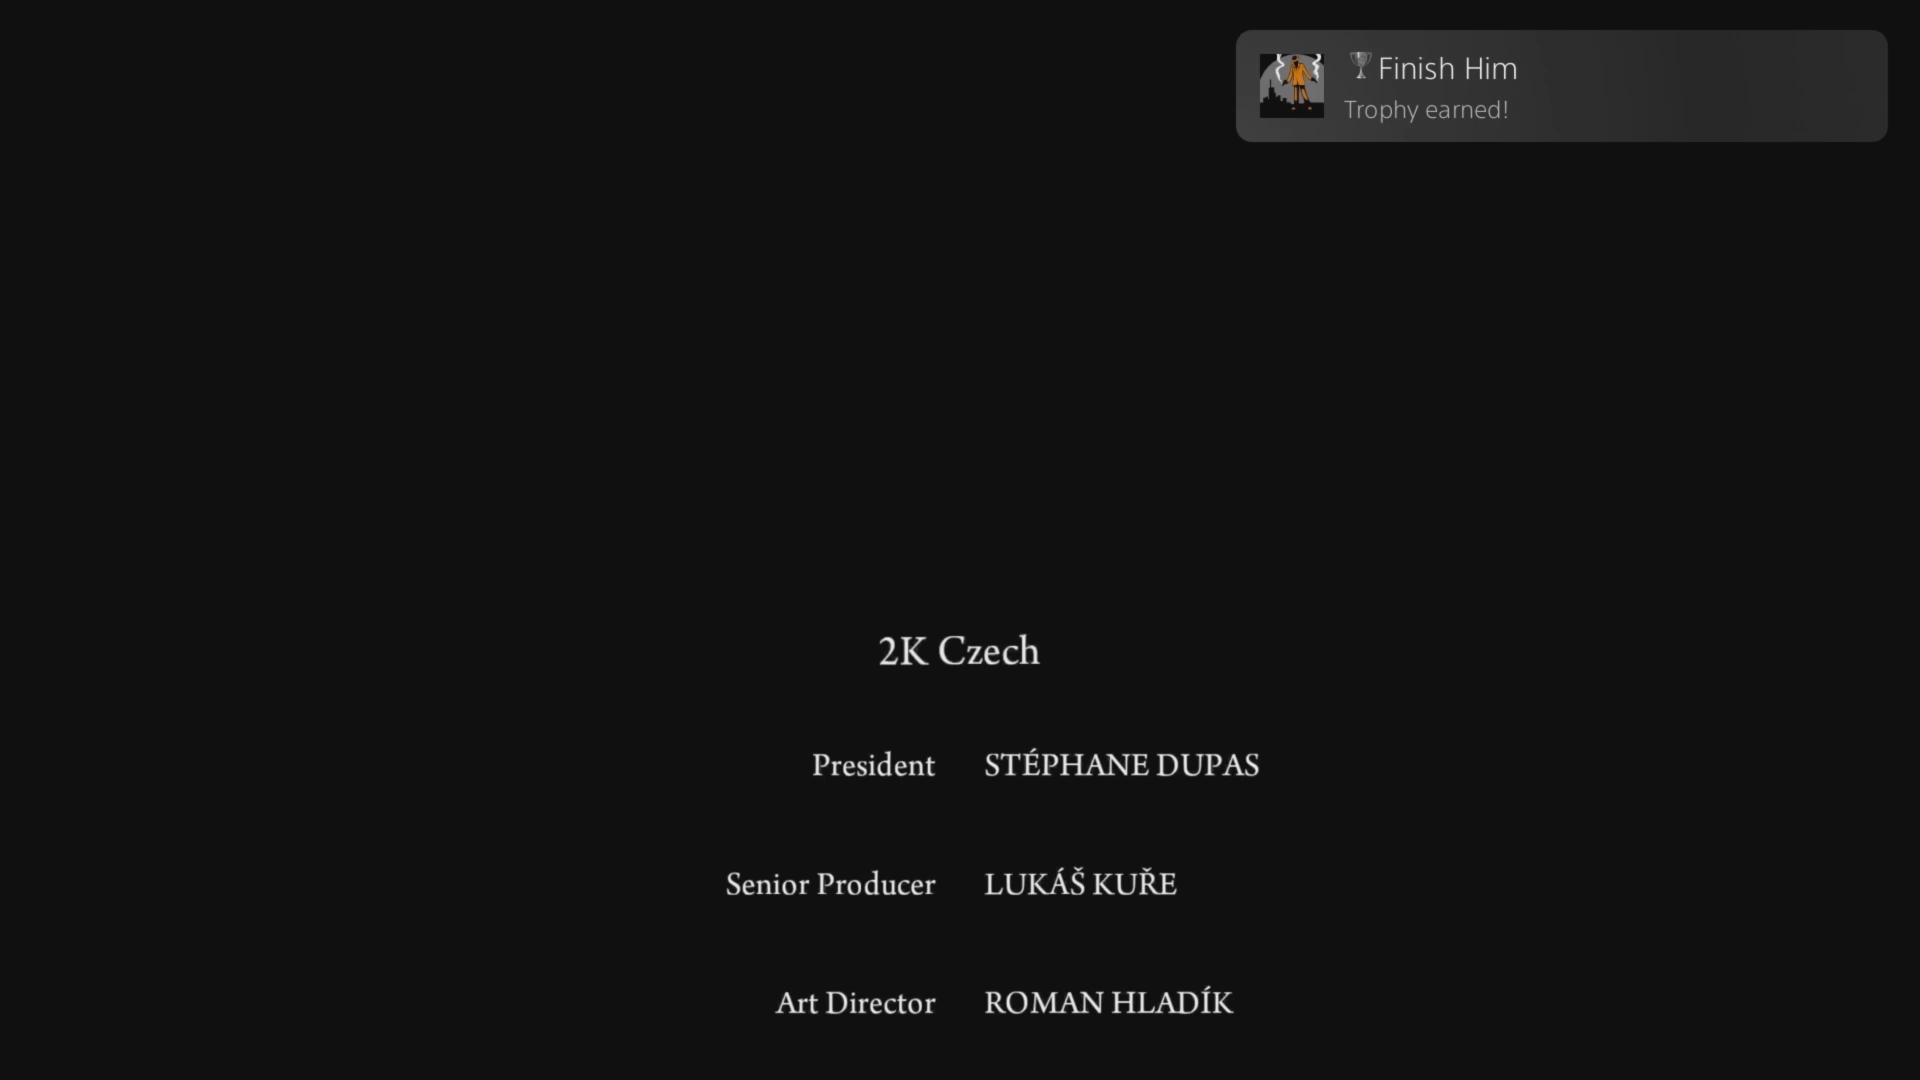 Finish Him
Trophy earned!
2K Czech
President STÉPHANE DUPAS
Senior Producer LUKÁŠ KUŘE
Art Director ROMAN HLADÍK